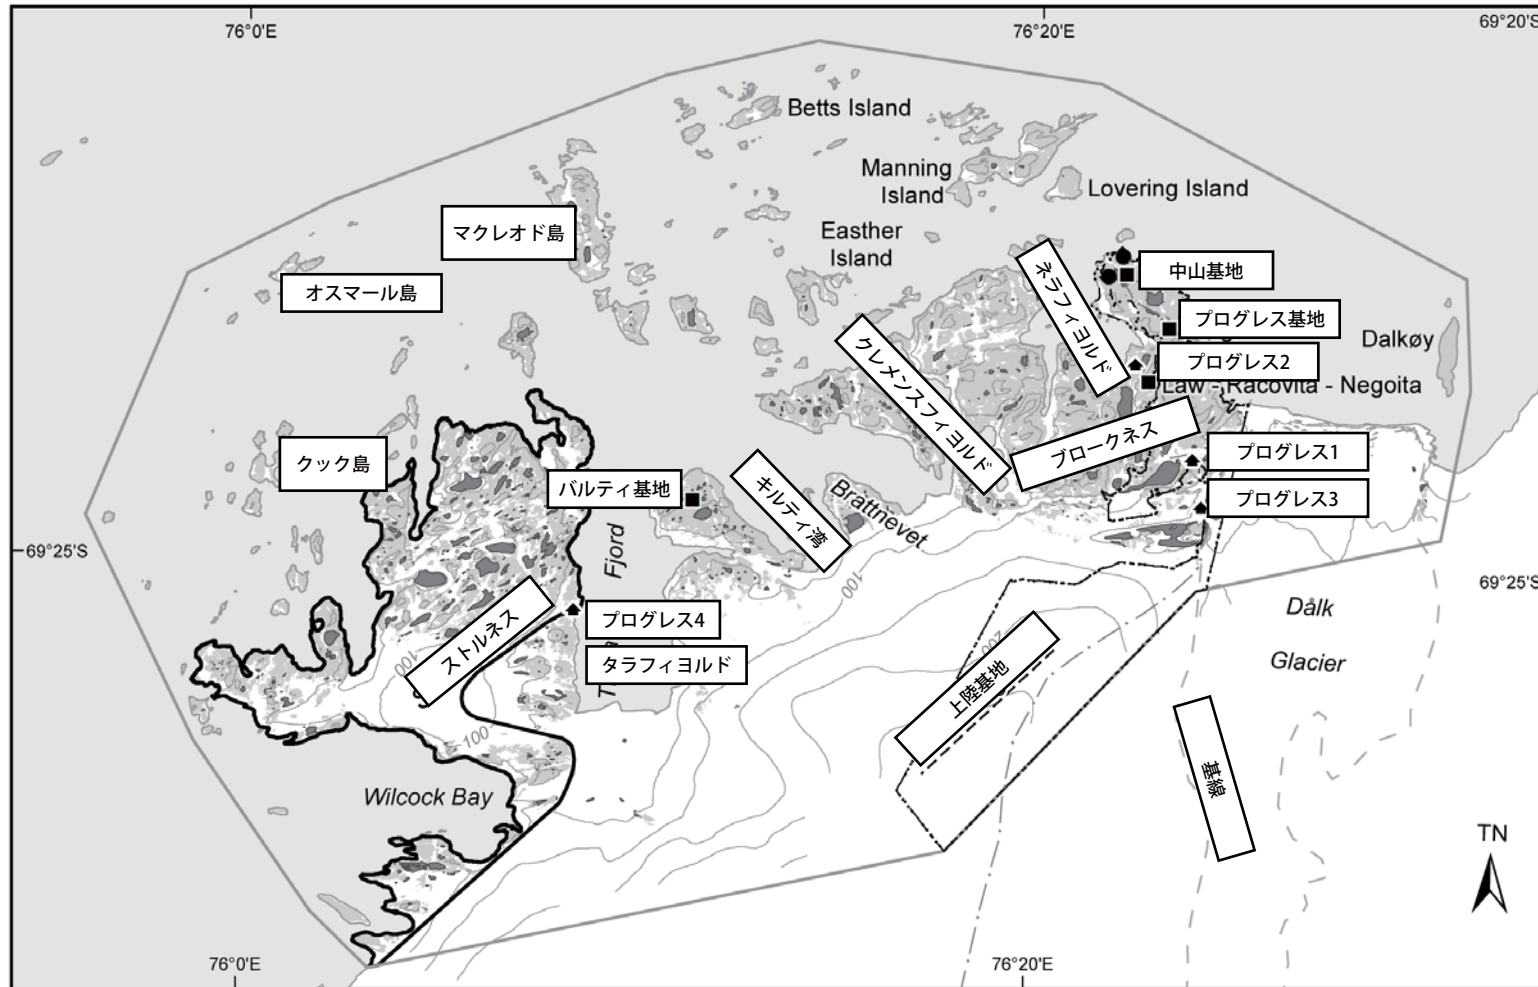 76°0'E
76°20'E
69°20'S
Betts Island
Manning
Island
Lovering Island
マクレオド島
Easther
Island
ネラフィヨルド
中山基地
オスマール島
プログレス基地
クレメンスフィヨルド
プログレス2
Dalkøy
Law - Racovita - Negoita
ブロークネス
プログレス1
クック島
バルティ基地
キルティ湾
Brattnevet
プログレス3
69°25'S
Fjord
100
69°25'S
ストルネス
プログレス4
Dålk
100
タラフィヨルド
上陸基地
Glacier
100
Wilcock Bay
基線
TN
76°0'E
76°20'E